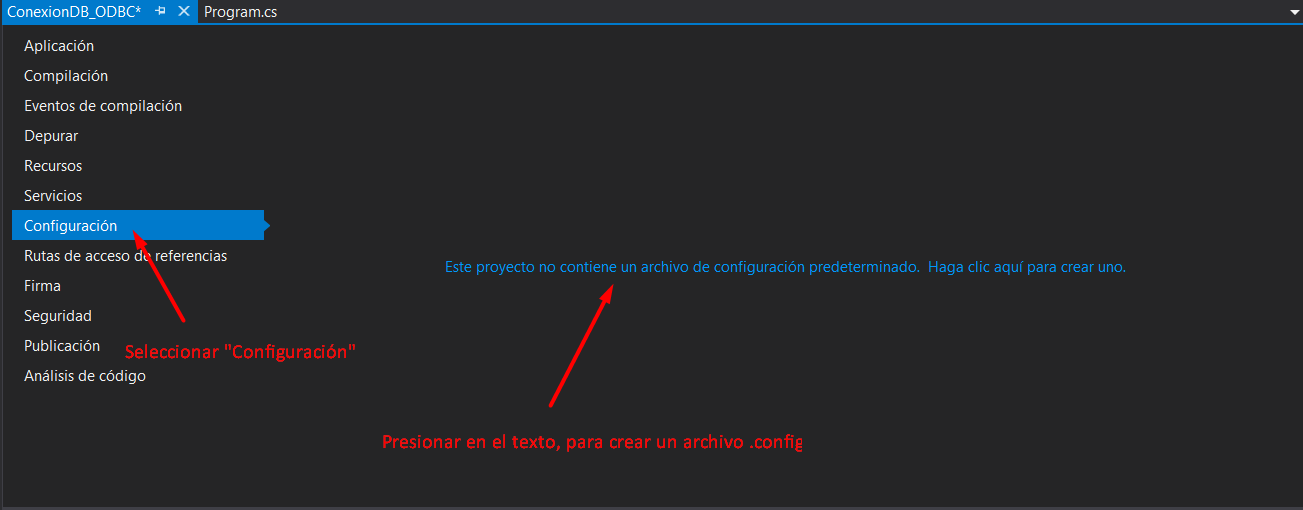 ConexionDB_ODBC* Program.cs
Aplicación
Compilación
Eventos de compilación
Depurar
Recursos
Servicios
Configuración
Rutas de acceso de referencias
Este proyecto no contiene un archivo de configuración predeterminado. Haga clic aquí para crear uno.
Firma
Seguridad
Publicación
Seleccionar "Configuración"
Análisis de código
Presionar en el texto, para crear un archivo .config